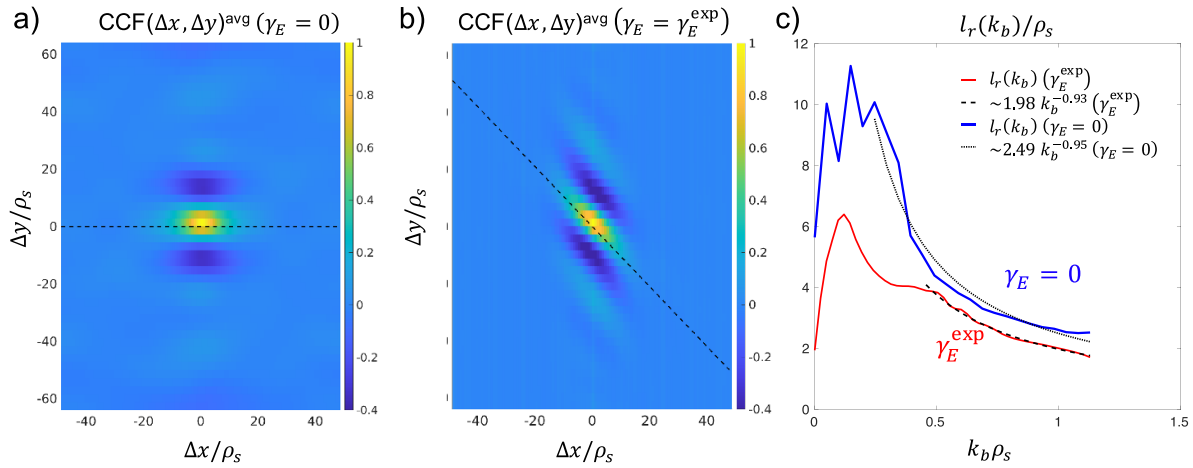 a) CCF(Δx, Δy)^avg (γ_E = 0)
Δy/ρ_s
60
40
20
0
-20
-40
-60
-40 -20 0 20 40
Δx/ρ_s
1
0.8
0.6
0.4
0.2
0
-0.2
-0.4
b) CCF(Δx, Δy)^avg (γ_E = γ_E^exp)
Δy/ρ_s
-40 -20 0 20 40
Δx/ρ_s
1
0.8
0.6
0.4
0.2
0
-0.2
-0.4
c) l_r(k_b)/ρ_s
12
10
8
6
4
2
0
l_r(k_b) (γ_E^exp)
~1.98 k_b^-0.93 (γ_E^exp)
l_r(k_b) (γ_E = 0)
~2.49 k_b^-0.95 (γ_E = 0)
γ_E = 0
γ_E^exp
0 0.5 1 1.5
k_bρ_s